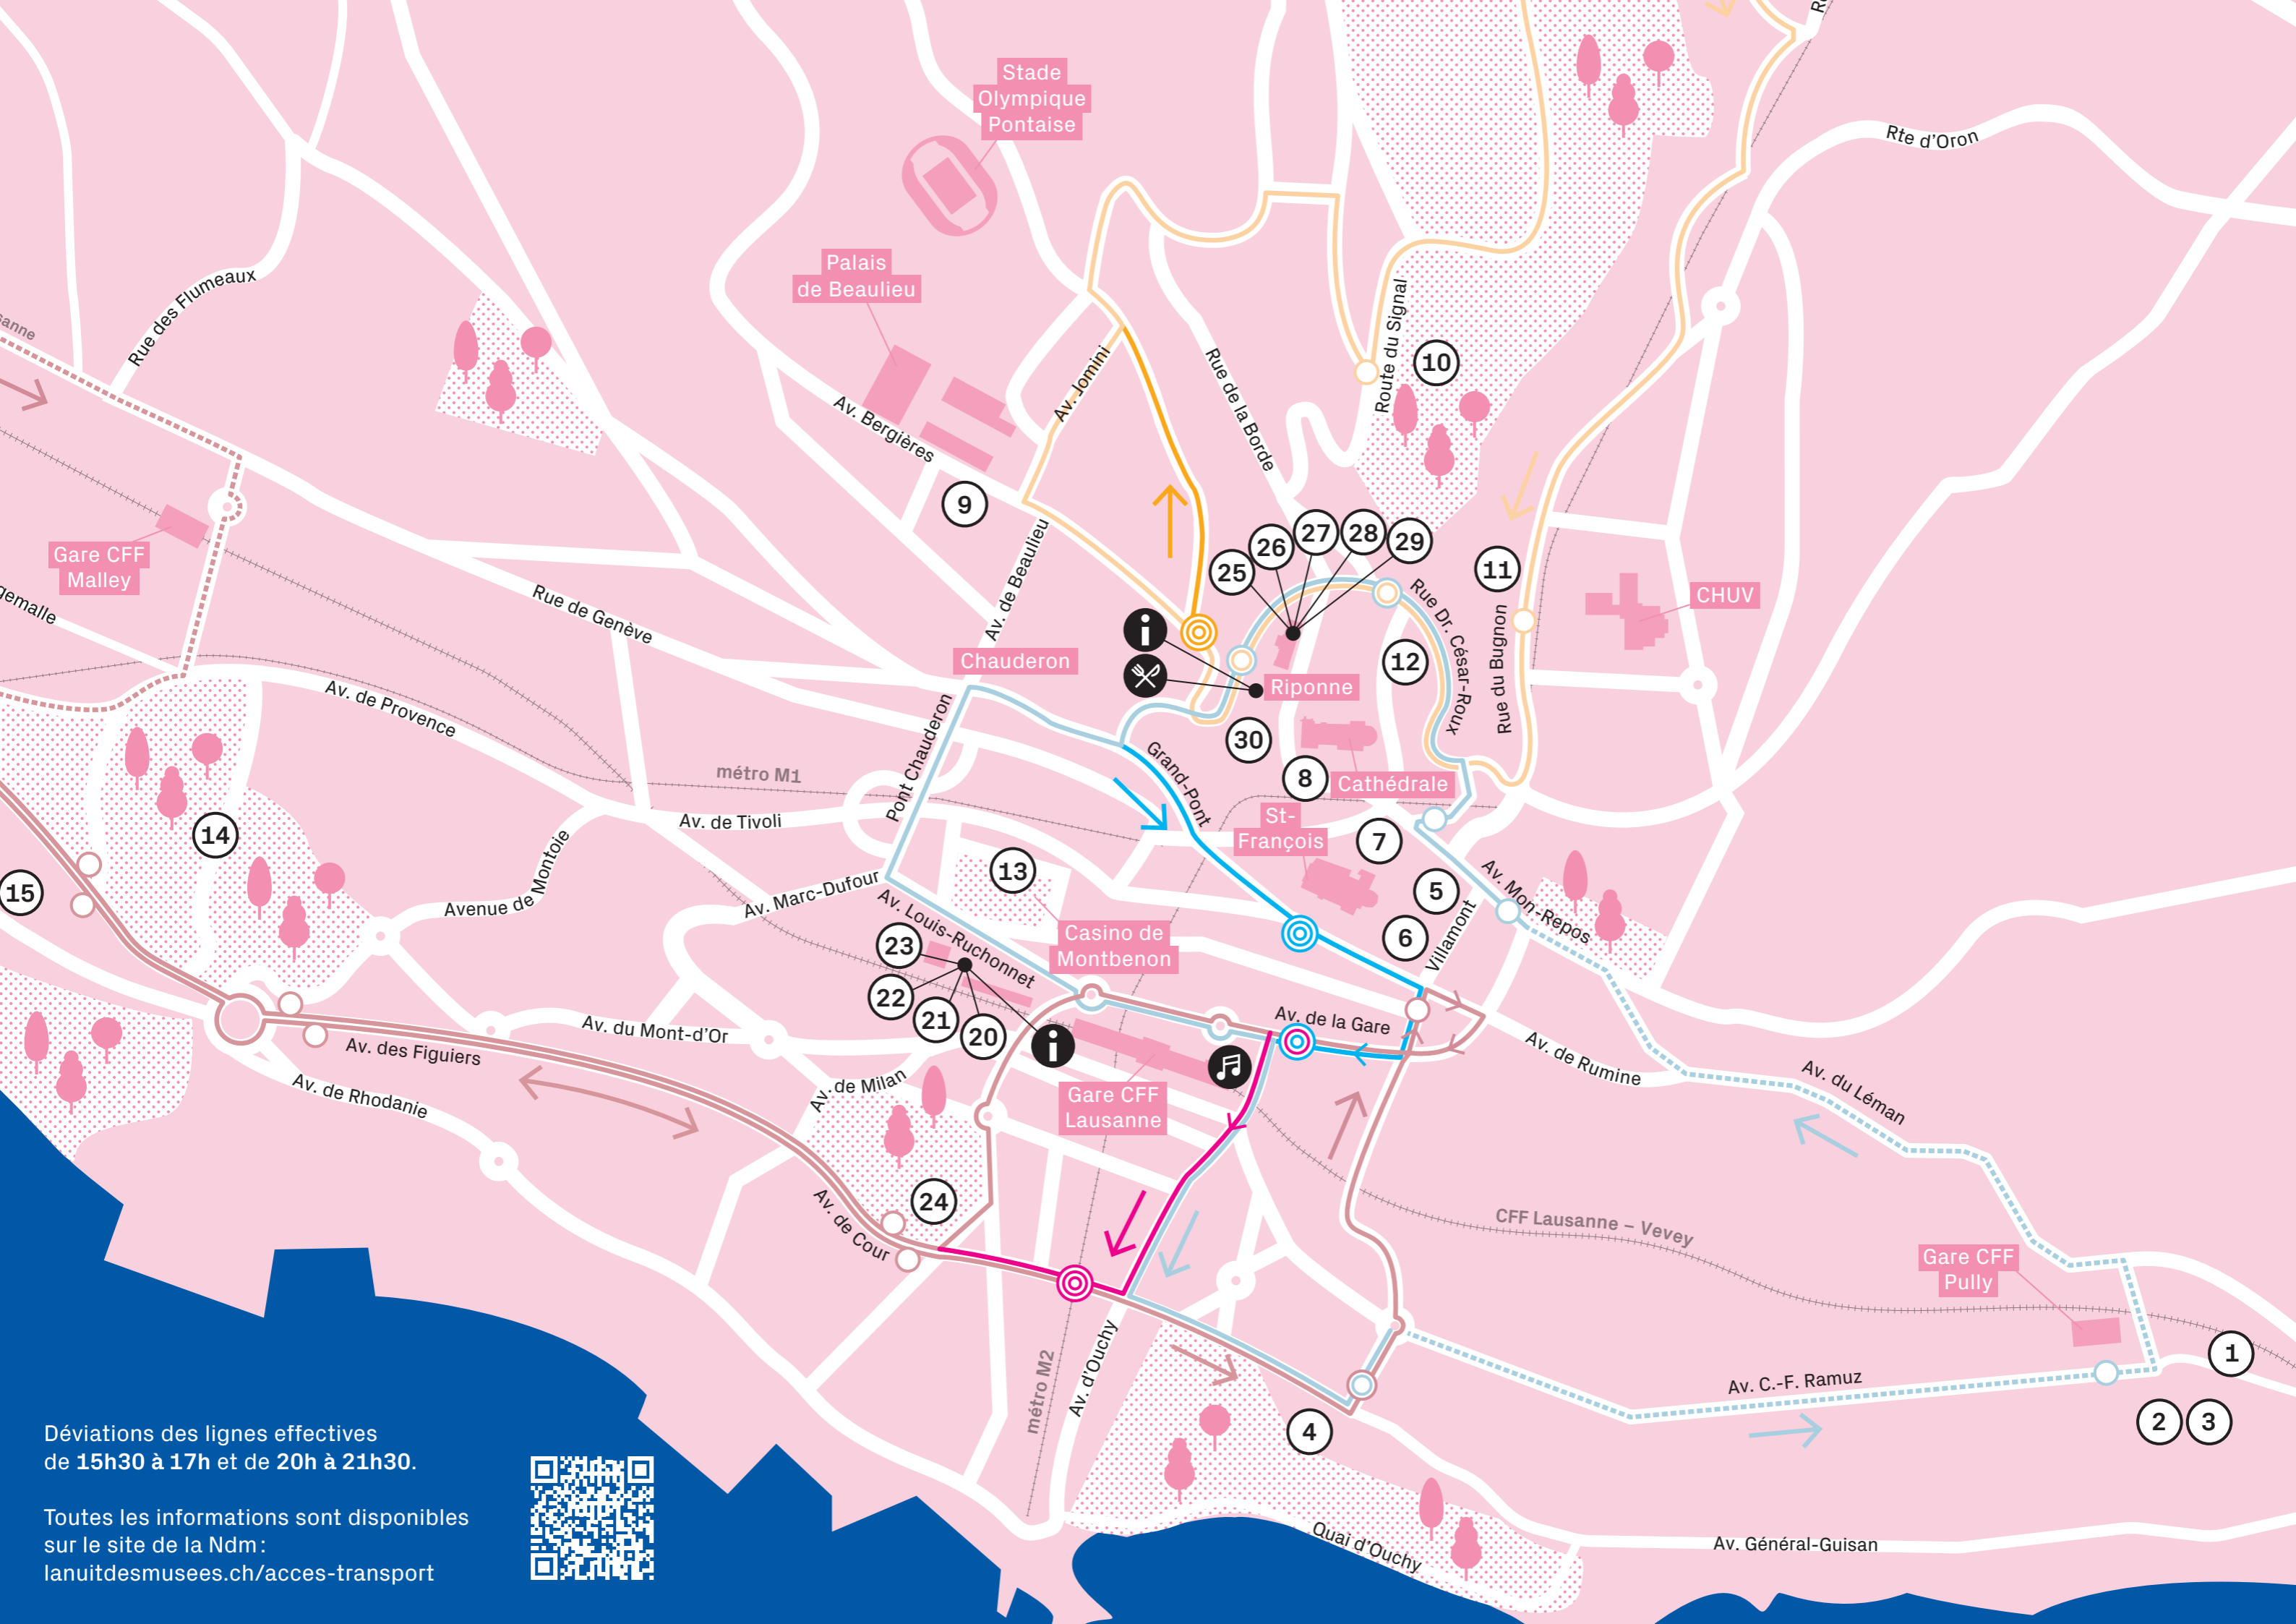 Stade
Olympique
Pontaise
Rte d’Oron
Palais
de Beaulieu
Rue des Flumeaux
Route du Signal
10
Av. Jomini
Rue de la Borde
Av. Bergières
9
Gare CFF
Malley
Av. de Beaulieu
25
26
27
28
29
11
CHUV
Rue de Genève
Rue Dr. César-Roux
Rue du Bugnon
12
Chauderon
Riponne
Av. de Provence
Pont Chauderon
30
Grand-Pont
métro M1
8
Cathédrale
Av. de Tivoli
St-
François
7
14
15
13
Avenue de Montoie
Av. Marc-Dufour
Av. Louis-Ruchonnet
5
6
Av. Mon-Repos
Villamont
Casino de
Montbenon
23
22
21
20
Av. du Mont-d’Or
Av. de la Gare
Av. des Figuiers
Av. de Rumine
Av. de Rhodanie
Av. de Milan
Gare CFF
Lausanne
Av. du Léman
24
Av. de Cour
CFF Lausanne – Vevey
Gare CFF
Pully
1
métro M2
Av. d’Ouchy
Av. C.-F. Ramuz
2
3
4
Quai d’Ouchy
Av. Général-Guisan
Déviations des lignes effectives
de 15h30 à 17h et de 20h à 21h30.
Toutes les informations sont disponibles
sur le site de la Ndm:
lanuitdesmusees.ch/acces-transport